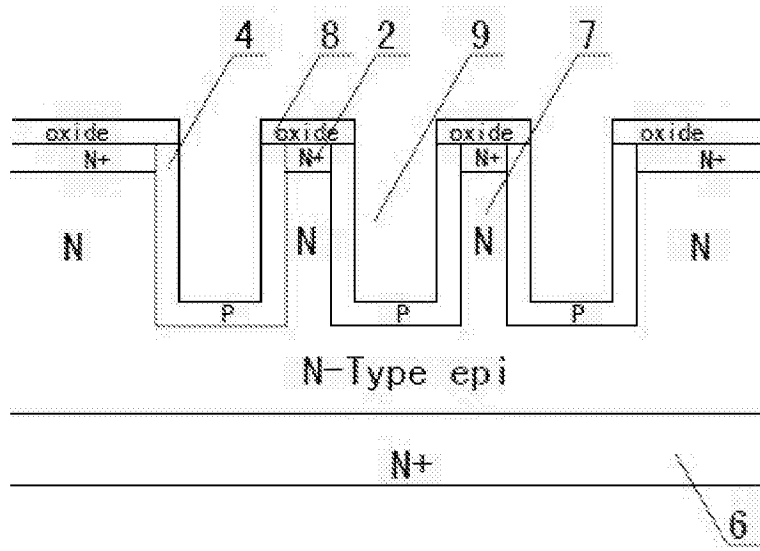 4 8 2 9 7
oxide oxide oxide oxide
N+ N+ N+ N+
N N N N
P P P
N-Type epi
N+
6